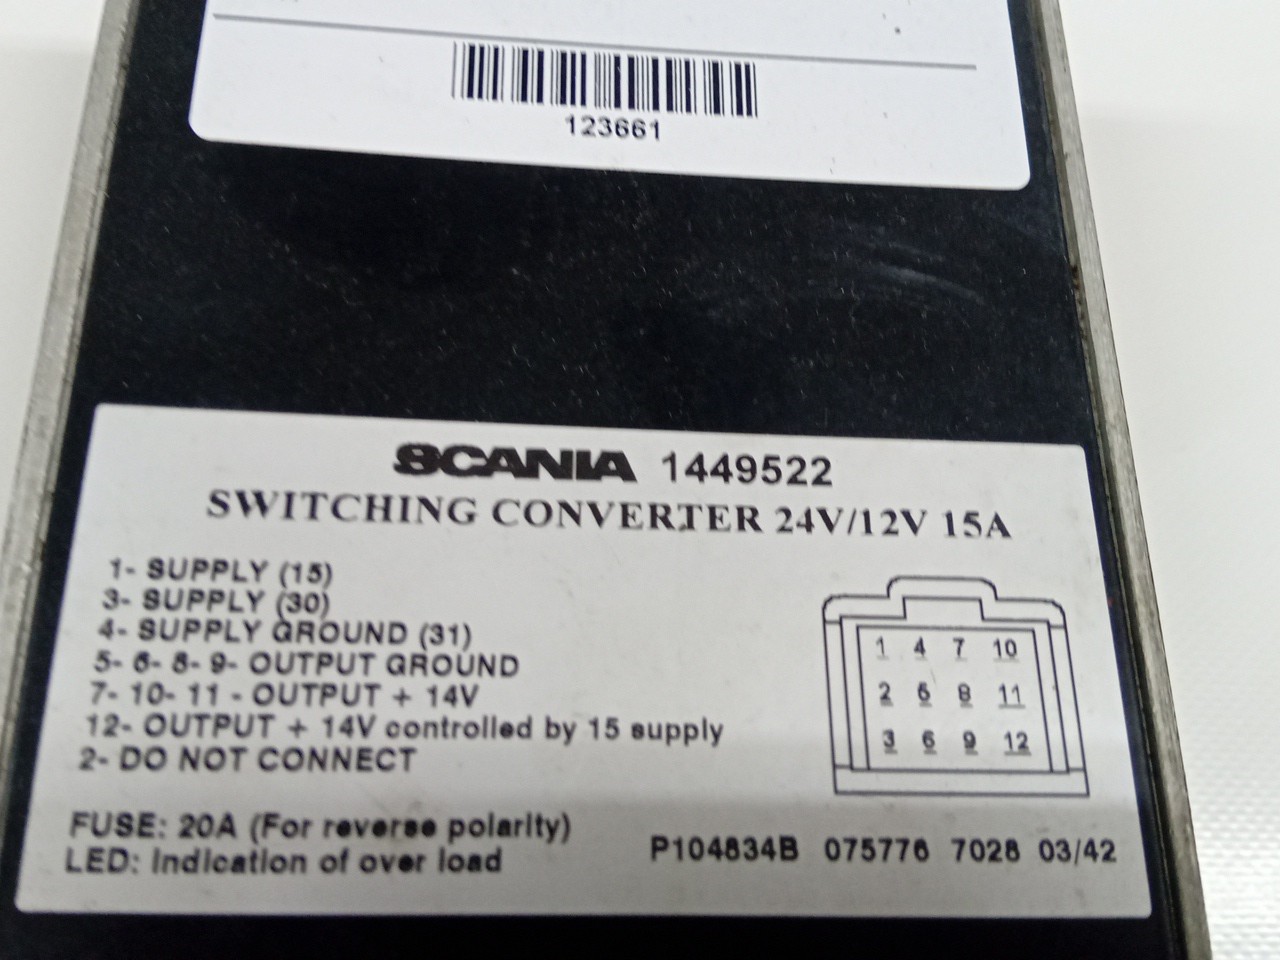 123661
SCANIA 1449522
SWITCHING CONVERTER 24V/12V 15A
1- SUPPLY (15)
3- SUPPLY (30)
4- SUPPLY GROUND (31)
5- 6- 8- 9- OUTPUT GROUND
7- 10- 11 - OUTPUT + 14V
12- OUTPUT + 14V controlled by 15 supply
2- DO NOT CONNECT
1 4 7 10
2 5 8 11
3 6 9 12
FUSE: 20A (For reverse polarity)
LED: Indication of over load
P104834B 075776 7028 03/42